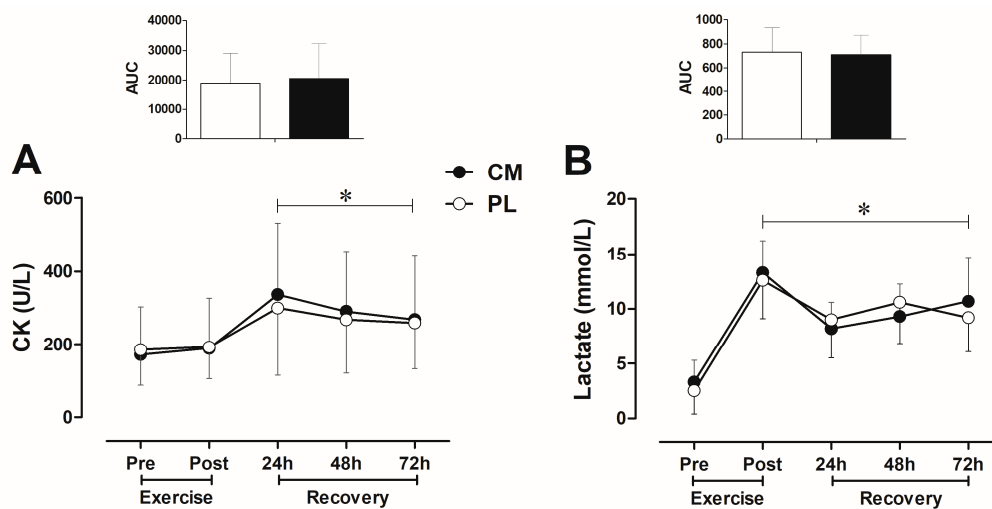 40000
30000
20000
10000
0
AUC
1000
800
600
400
200
0
AUC
A
CM
PL
B
600
400
200
0
CK (U/L)
*
Pre Post 24h 48h 72h
Exercise Recovery
20
15
10
5
0
Lactate (mmol/L)
*
Pre Post 24h 48h 72h
Exercise Recovery